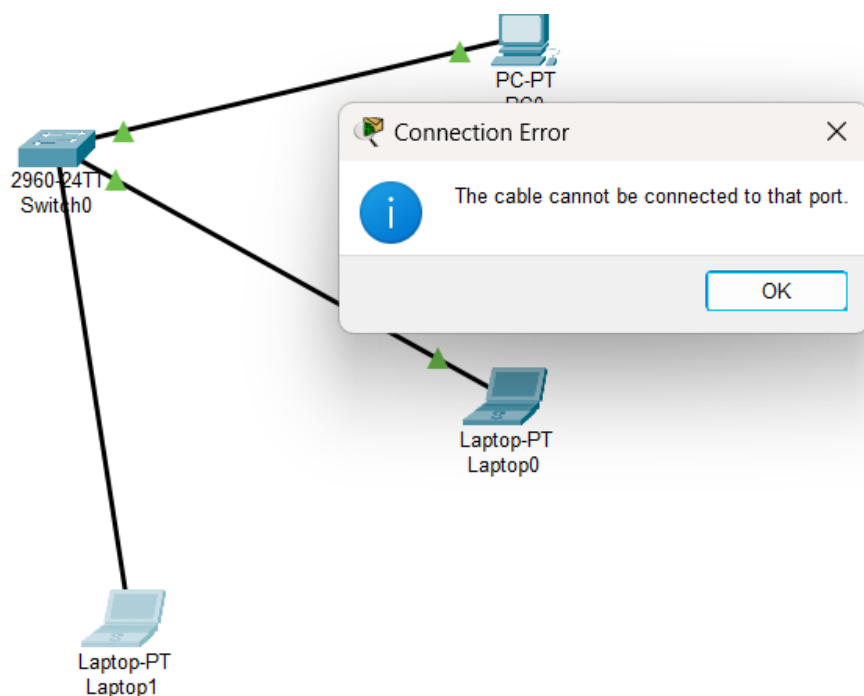 PC-PT
PC0
Connection Error
The cable cannot be connected to that port.
OK
2960-24TT
Switch0
Laptop-PT
Laptop0
Laptop-PT
Laptop1